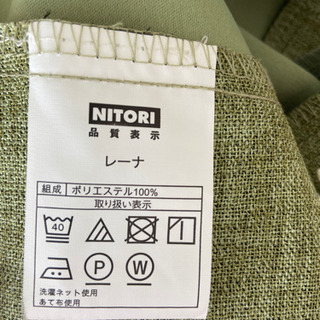 NITORI
品質表示
レーナ
組成 ポリエステル100%
取り扱い表示
40
P W
洗濯ネット使用
あて布使用